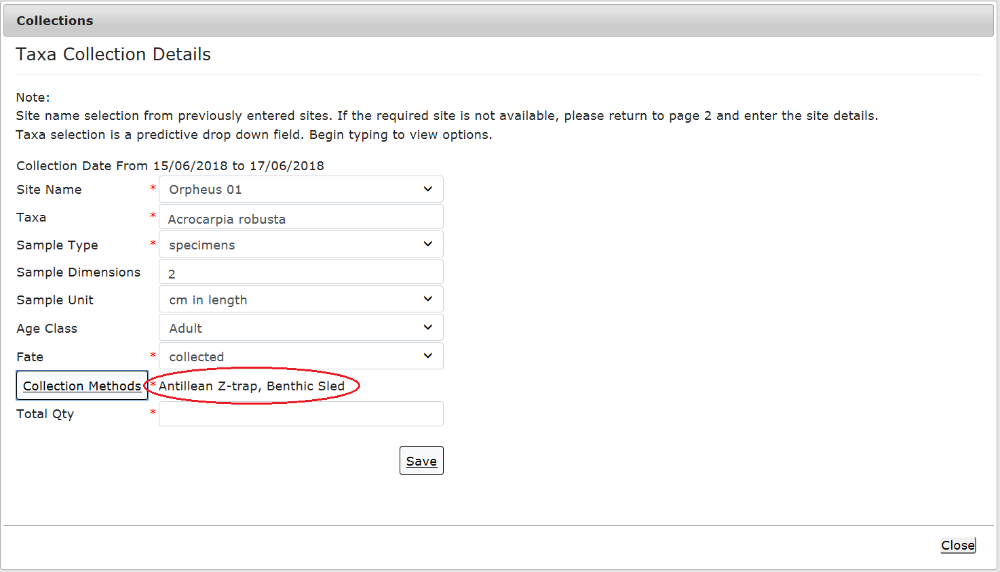 Collections
Taxa Collection Details
Note:
Site name selection from previously entered sites. If the required site is not available, please return to page 2 and enter the site details.
Taxa selection is a predictive drop down field. Begin typing to view options.
Collection Date From 15/06/2018 to 17/06/2018
Site Name * Orpheus 01
Taxa * Acrocarpia robusta
Sample Type * specimens
Sample Dimensions 2
Sample Unit cm in length
Age Class Adult
Fate * collected
Collection Methods * Antillean Z-trap, Benthic Sled
Total Qty *
Save
Close